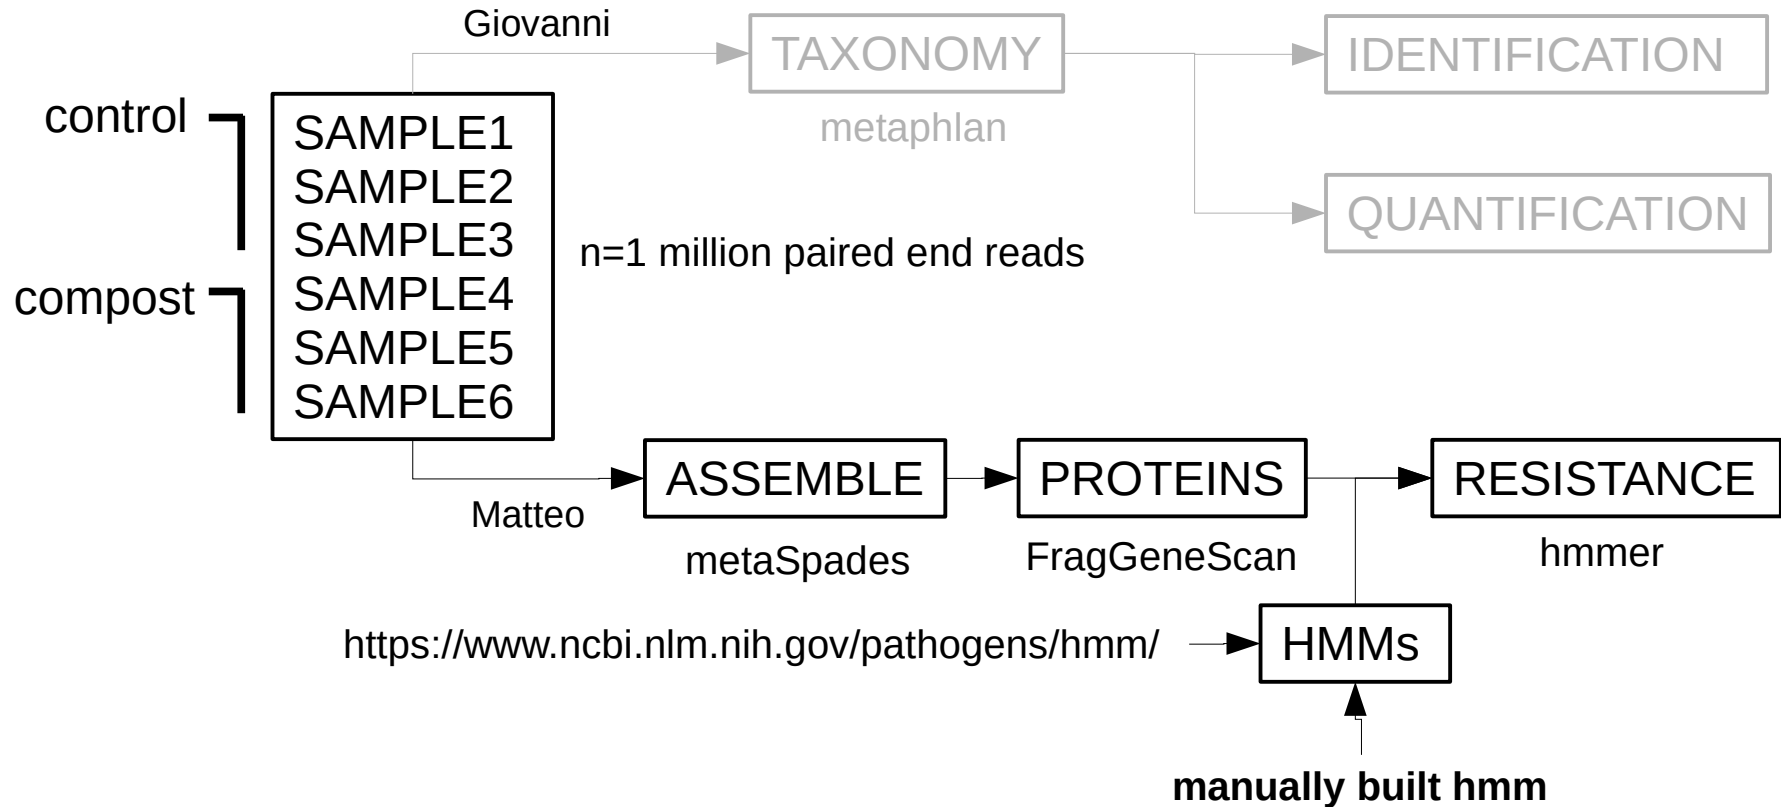 Giovanni
TAXONOMY
IDENTIFICATION
metaphlan
QUANTIFICATION
control
compost
SAMPLE1
SAMPLE2
SAMPLE3
SAMPLE4
SAMPLE5
SAMPLE6
n=1 million paired end reads
Matteo
ASSEMBLE
PROTEINS
RESISTANCE
metaSpades
FragGeneScan
hmmer
https://www.ncbi.nlm.nih.gov/pathogens/hmm/
HMMs
manually built hmm